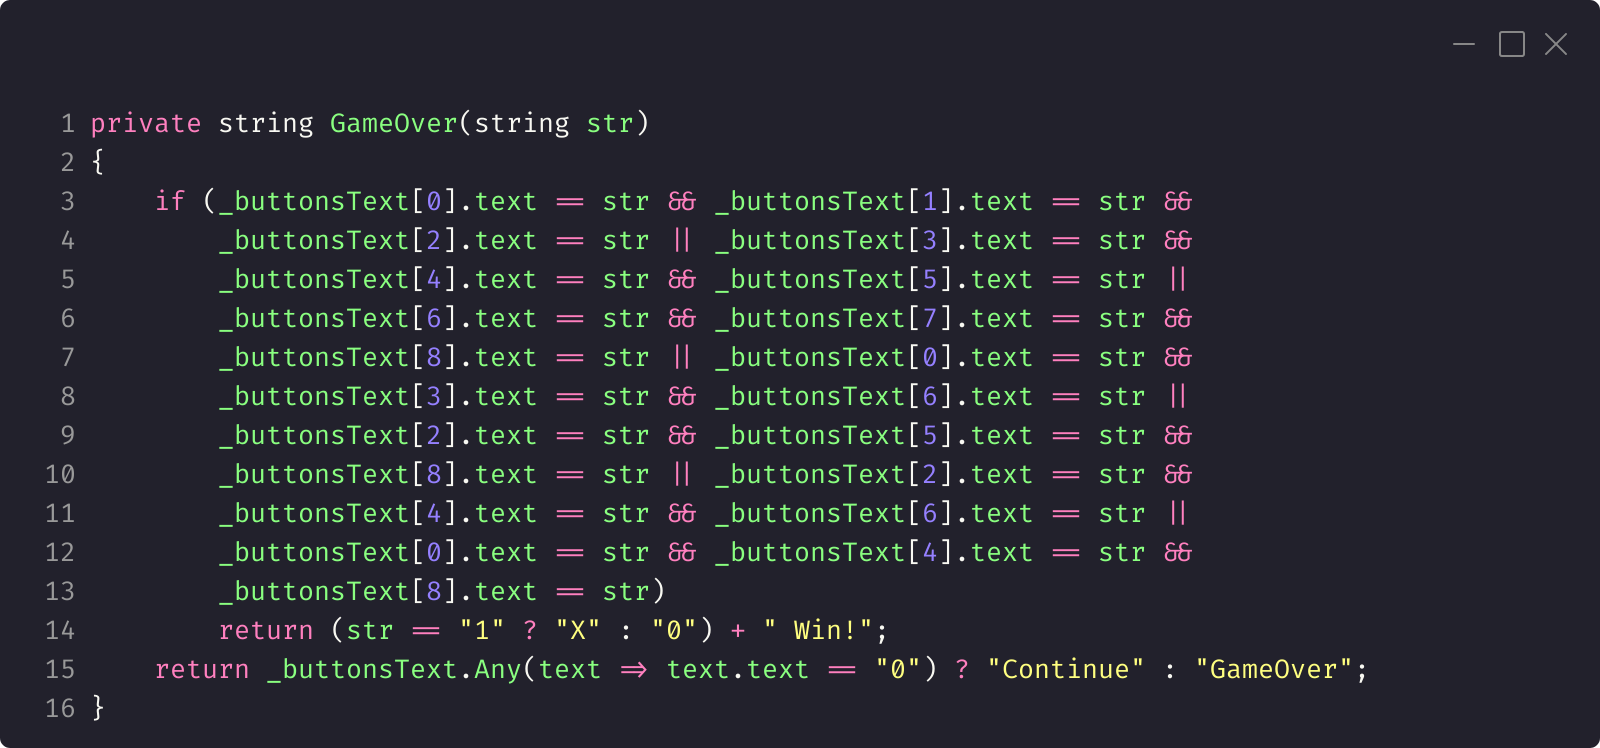 1 private string GameOver(string str)
2 {
3     if (_buttonsText[0].text == str && _buttonsText[1].text == str &&
4         _buttonsText[2].text == str || _buttonsText[3].text == str &&
5         _buttonsText[4].text == str && _buttonsText[5].text == str ||
6         _buttonsText[6].text == str && _buttonsText[7].text == str &&
7         _buttonsText[8].text == str || _buttonsText[0].text == str &&
8         _buttonsText[3].text == str && _buttonsText[6].text == str ||
9         _buttonsText[2].text == str && _buttonsText[5].text == str &&
10         _buttonsText[8].text == str || _buttonsText[2].text == str &&
11         _buttonsText[4].text == str && _buttonsText[6].text == str ||
12         _buttonsText[0].text == str && _buttonsText[4].text == str &&
13         _buttonsText[8].text == str)
14         return (str == "1" ? "X" : "0") + " Win!";
15     return _buttonsText.Any(text => text.text == "0") ? "Continue" : "GameOver";
16 }